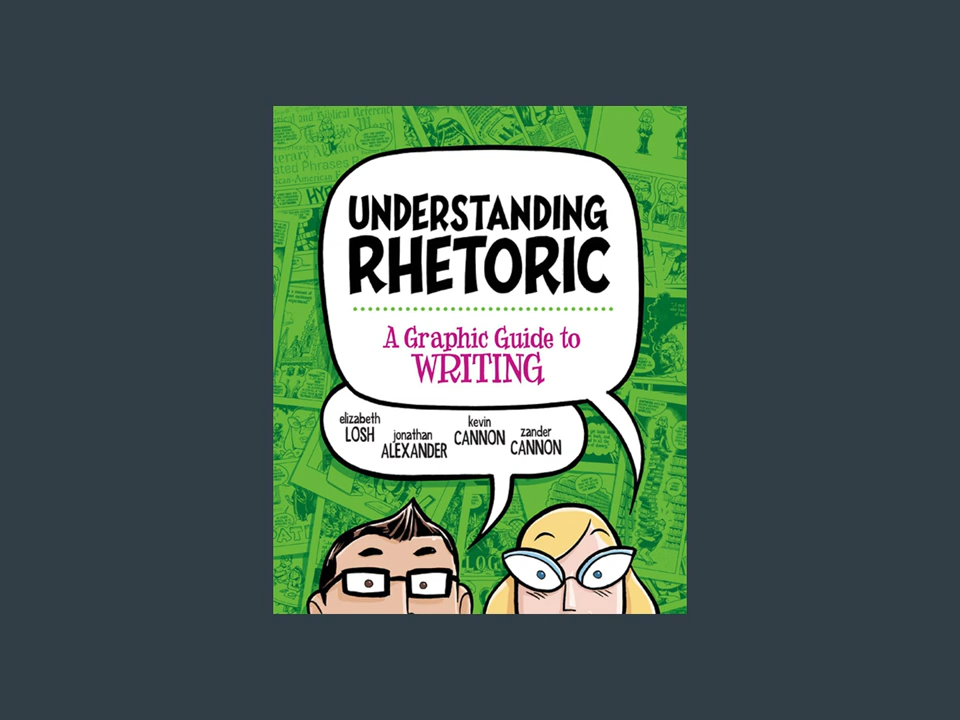 UNDERSTANDING
RHETORIC
A Graphic Guide to
WRITING
elizabeth
LOSH
jonathan
ALEXANDER
kevin
CANNON
zander
CANNON